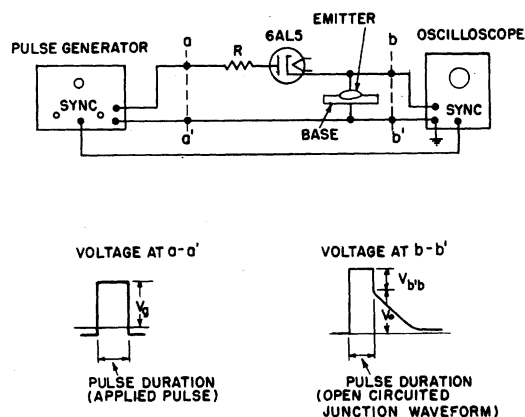 PULSE GENERATOR
SYNC
a
a'
R
6AL5
EMITTER
BASE
b
b'
OSCILLOSCOPE
SYNC
VOLTAGE AT a-a'
Vg
PULSE DURATION
(APPLIED PULSE)
VOLTAGE AT b-b'
Vb'b
PULSE DURATION
(OPEN CIRCUITED
JUNCTION WAVEFORM)